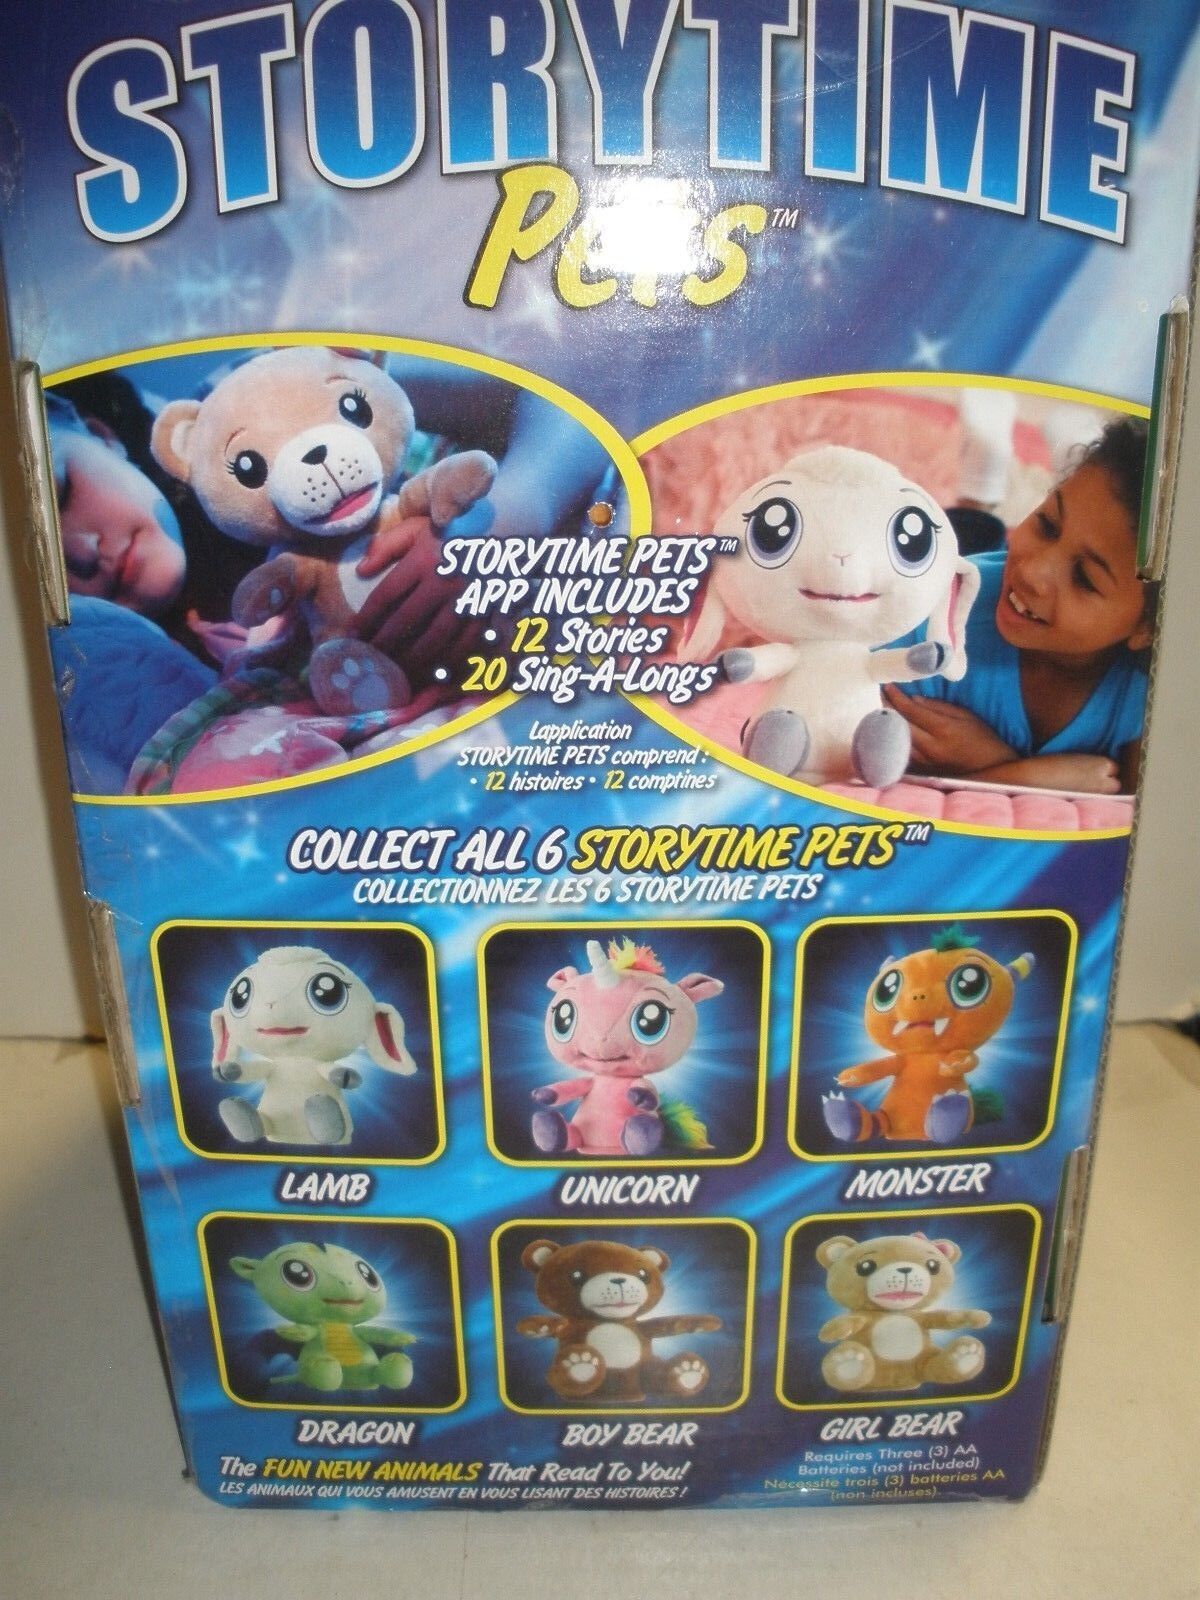 STORYTIME
Pets™
STORYTIME PETS™
APP INCLUDES
• 12 Stories
• 20 Sing-A-Longs
Lapplication
STORYTIME PETS comprend :
• 12 histoires • 12 comptines
COLLECT ALL 6 STORYTIME PETS™
COLLECTIONNEZ LES 6 STORYTIME PETS
LAMB
UNICORN
MONSTER
DRAGON
BOY BEAR
GIRL BEAR
The FUN NEW ANIMALS That Read To You!
LES ANIMAUX QUI VOUS AMUSENT EN VOUS LISANT DES HISTOIRES !
Requires Three (3) AA
Batteries (not included)
Nécessite trois (3) batteries AA
(non incluses).